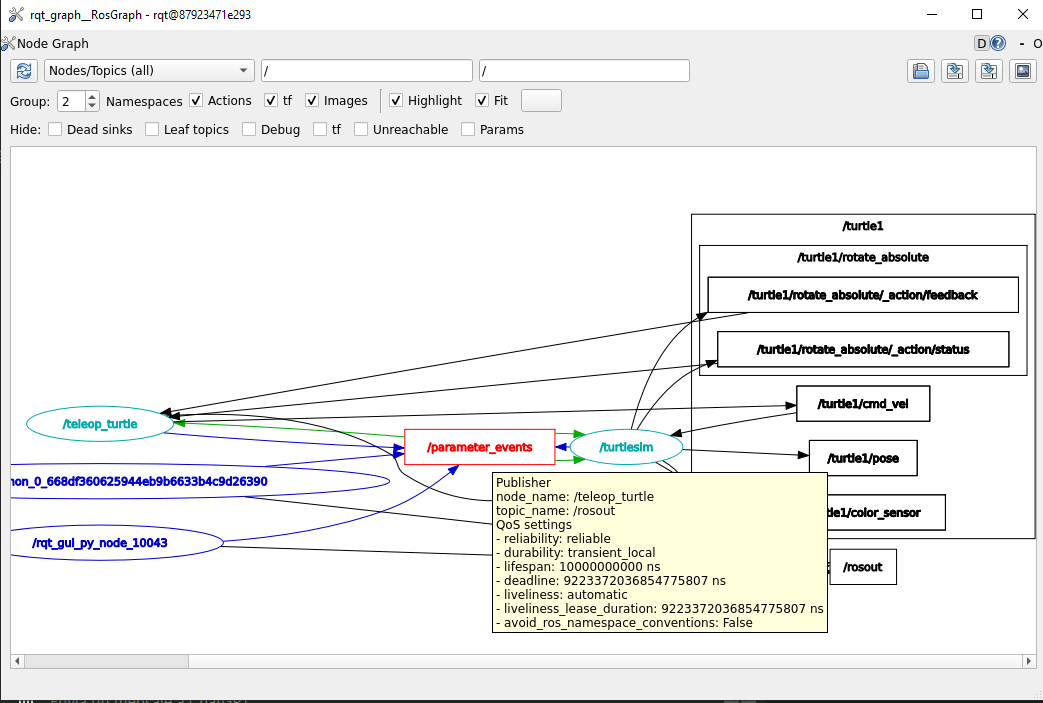 rqt_graph__RosGraph - rqt@87923471e293
Node Graph
D
- O
Nodes/Topics (all)
/
/
Group: 2 Namespaces Actions tf Images Highlight Fit
Hide: Dead sinks Leaf topics Debug tf Unreachable Params
/turtle1
/turtle1/rotate_absolute
/turtle1/rotate_absolute/_action/feedback
/turtle1/rotate_absolute/_action/status
/turtle1/cmd_vel
/teleop_turtle
/parameter_events
/turtlesim
/turtle1/pose
non_0_668df360625944eb9b6633b4c9d26390
tle1/color_sensor
/rqt_gui_py_node_10043
/rosout
Publisher
node_name: /teleop_turtle
topic_name: /rosout
QoS settings
- reliability: reliable
- durability: transient_local
- lifespan: 10000000000 ns
- deadline: 9223372036854775807 ns
- liveliness: automatic
- liveliness_lease_duration: 9223372036854775807 ns
- avoid_ros_namespace_conventions: False